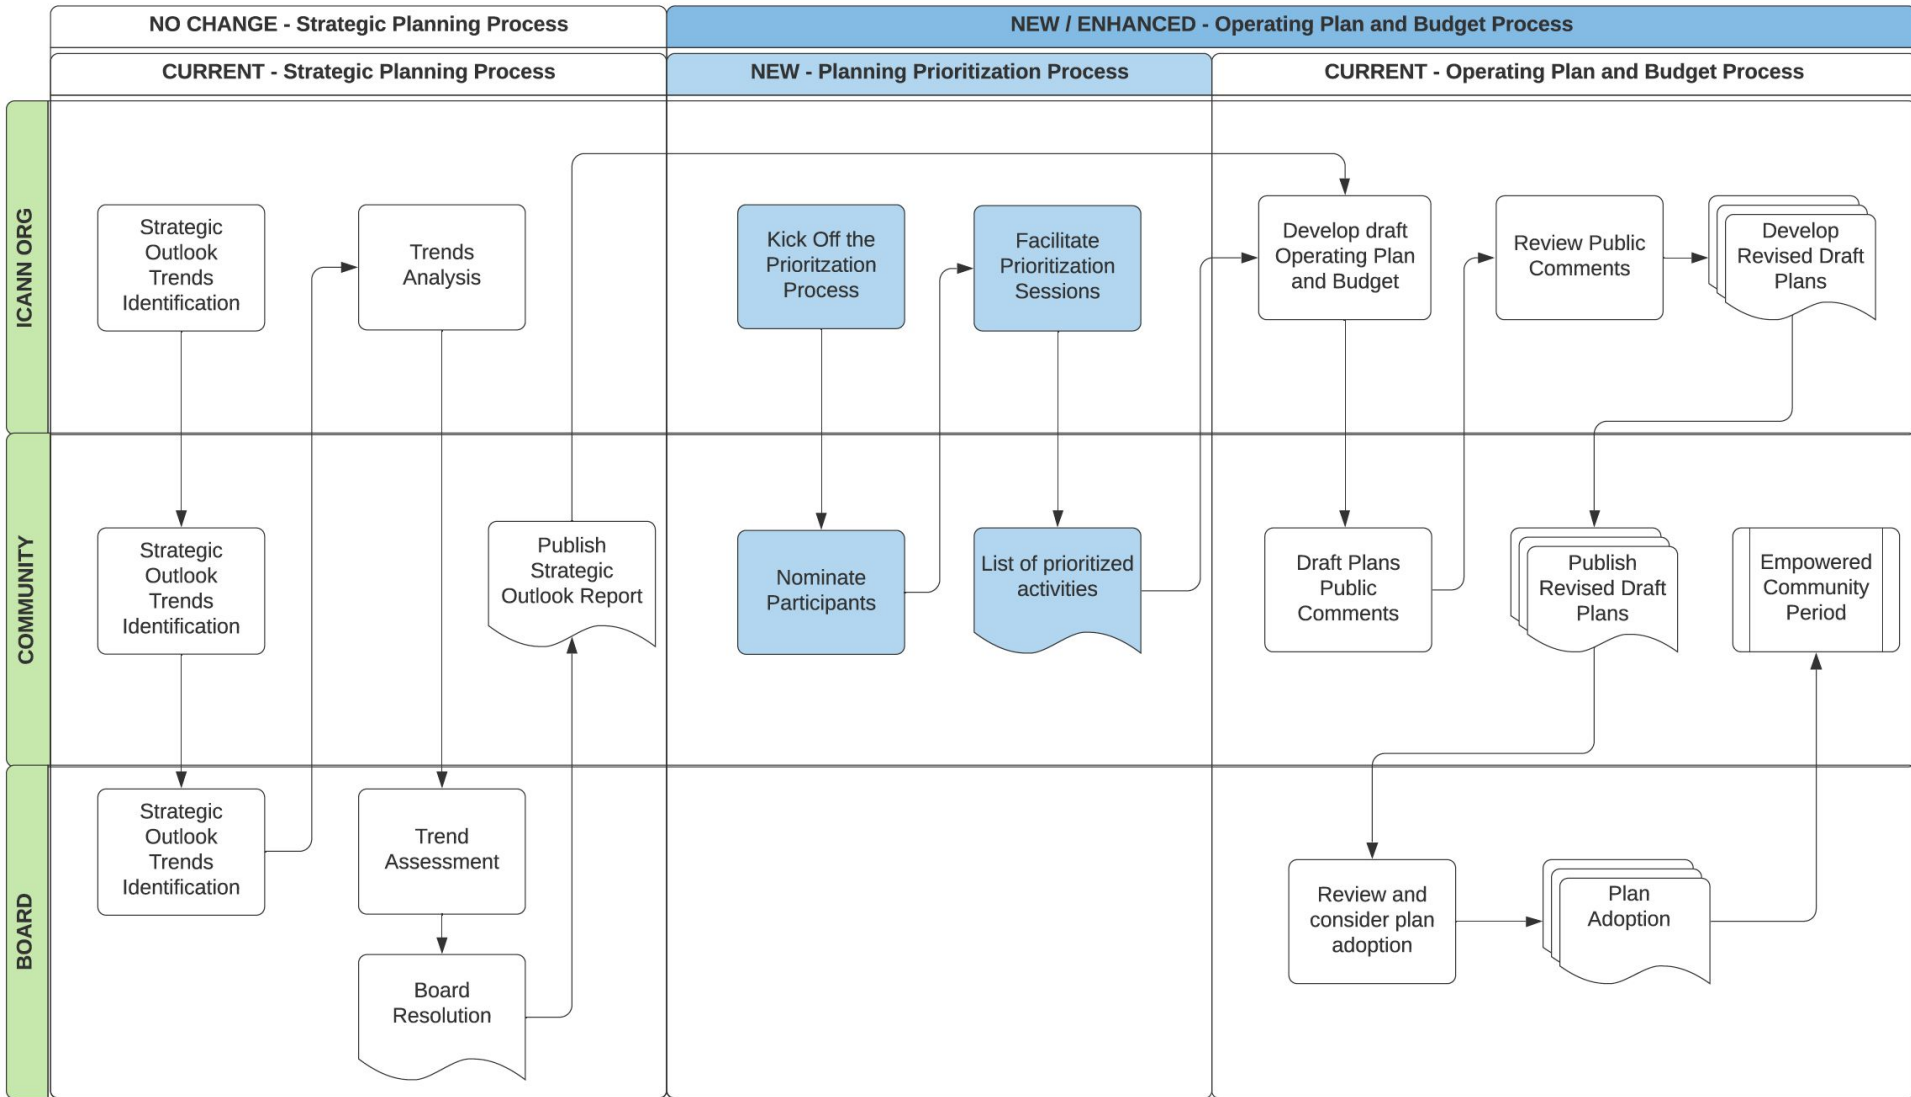 NO CHANGE - Strategic Planning Process
NEW / ENHANCED - Operating Plan and Budget Process
CURRENT - Strategic Planning Process
NEW - Planning Prioritization Process
CURRENT - Operating Plan and Budget Process
ICANN ORG
Strategic
Outlook
Trends
Identification
Trends
Analysis
Kick Off the
Prioritzation
Process
Facilitate
Prioritization
Sessions
Develop draft
Operating Plan
and Budget
Review Public
Comments
Develop
Revised Draft
Plans
COMMUNITY
Strategic
Outlook
Trends
Identification
Publish
Strategic
Outlook Report
Nominate
Participants
List of prioritized
activities
Draft Plans
Public
Comments
Publish
Revised Draft
Plans
Empowered
Community
Period
BOARD
Strategic
Outlook
Trends
Identification
Trend
Assessment
Board
Resolution
Review and
consider plan
adoption
Plan
Adoption